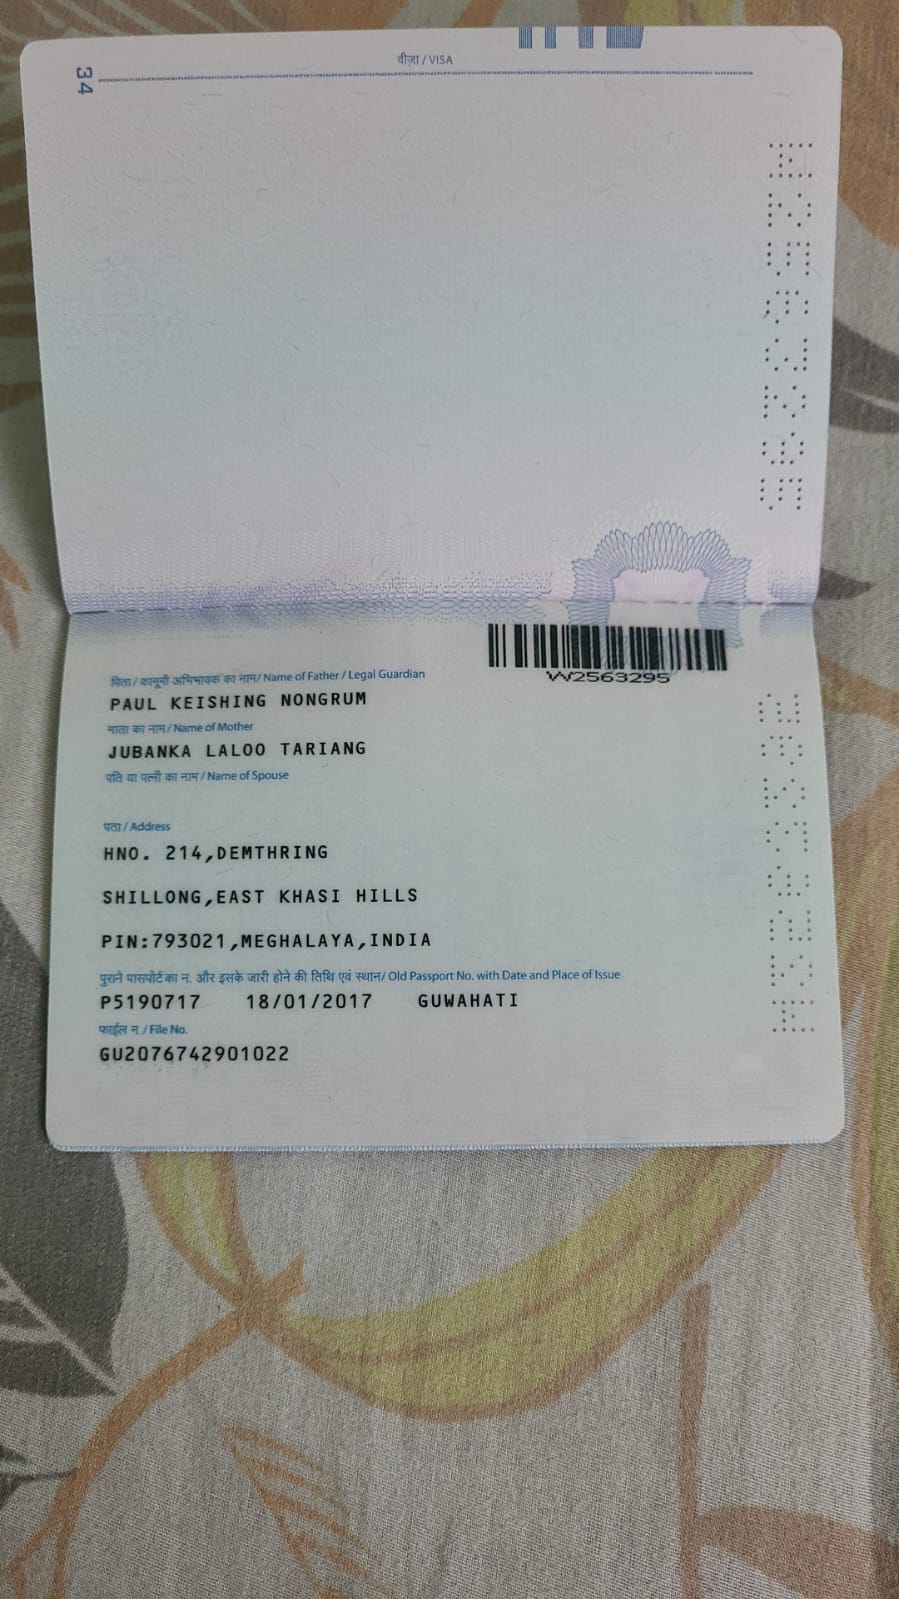 वीज़ा / VISA
34
W2563295
पिता / कानूनी अभिभावक का नाम / Name of Father / Legal Guardian
PAUL KEISHING NONGRUM
माता का नाम / Name of Mother
JUBANKA LALOO TARIANG
पति या पत्नी का नाम / Name of Spouse
पता / Address
HNO. 214,DEMTHRING
SHILLONG,EAST KHASI HILLS
PIN:793021,MEGHALAYA,INDIA
पुराने पासपोर्ट का न. और इसके जारी होने की तिथि एवं स्थान/ Old Passport No. with Date and Place of Issue
P5190717 18/01/2017 GUWAHATI
फाईल न./ File No.
GU2076742901022